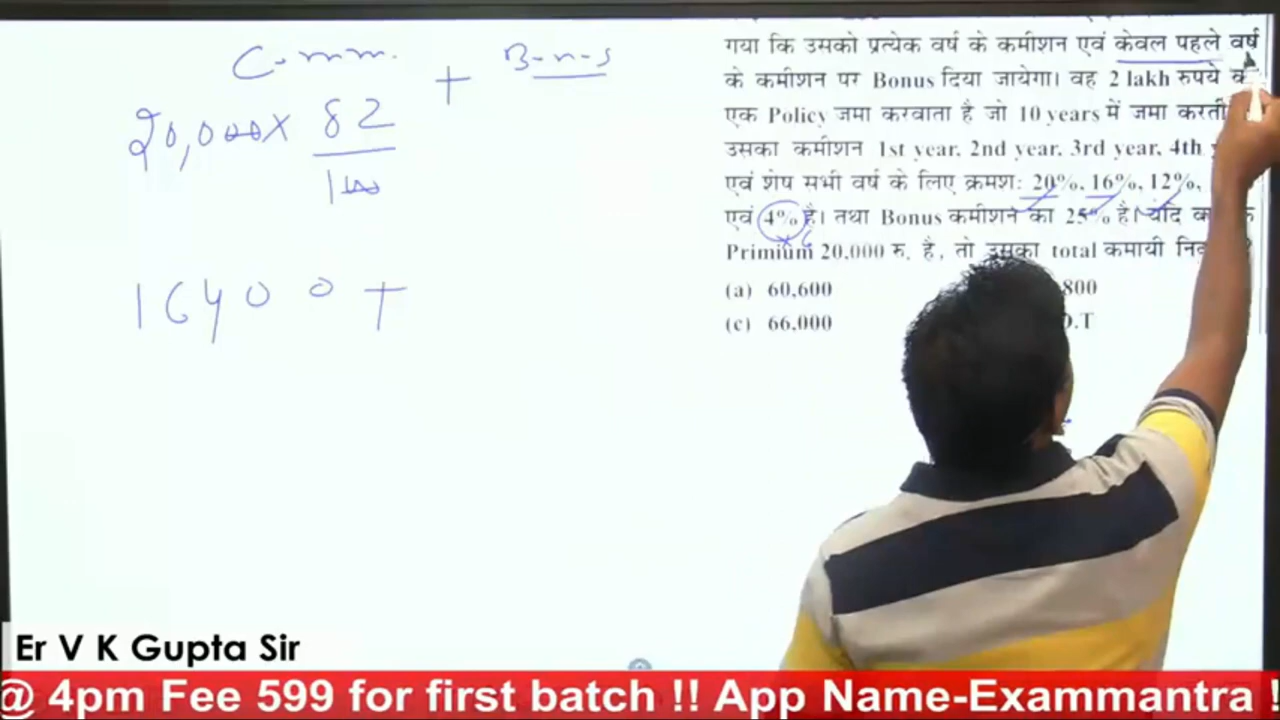 Comm. + Bonus
20,000 × 82
100
16400 +
गया कि उसको प्रत्येक वर्ष के कमीशन एवं केवल पहले वर्ष
के कमीशन पर Bonus दिया जायेगा। वह 2 lakh रुपये
एक Policy जमा करवाता है जो 10 years में जमा करती
उसका कमीशन 1st year, 2nd year, 3rd year, 4th
एवं शेष सभी वर्ष के लिए क्रमश: 20%, 16%, 12%,
एवं 4% है। तथा Bonus कमीशन का 25% है। यदि
×6
Primium 20,000 रु. है, तो उसका total कमायी
(a) 60,600
800
(c) 66,000
.T
Er V K Gupta Sir
@ 4pm Fee 599 for first batch !! App Name-Exammantra !